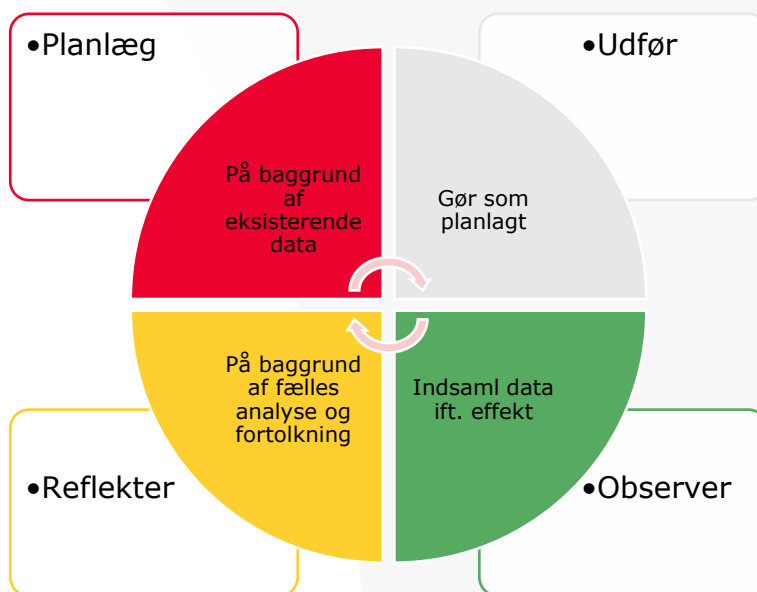 •Planlæg
På baggrund
af
eksisterende
data
•Udfør
Gør som
planlagt
På baggrund
af fælles
analyse og
fortolkning
•Reflekter
Indsaml data
ift. effekt
•Observer